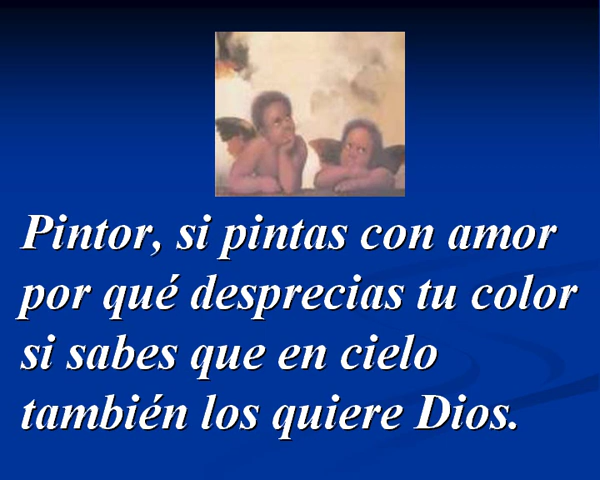 Pintor, si pintas con amor
por qué desprecias tu color
si sabes que en cielo
también los quiere Dios.